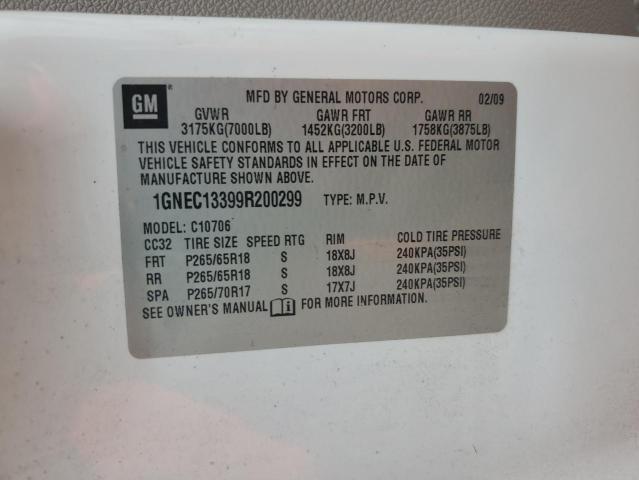 GM
MFD BY GENERAL MOTORS CORP. 02/09
GVWR GAWR FRT GAWR RR
3175KG(7000LB) 1452KG(3200LB) 1758KG(3875LB)
THIS VEHICLE CONFORMS TO ALL APPLICABLE U.S. FEDERAL MOTOR
VEHICLE SAFETY STANDARDS IN EFFECT ON THE DATE OF
MANUFACTURE SHOWN ABOVE.
1GNEC13399R200299 TYPE: M.P.V.
MODEL: C10706
CC32 TIRE SIZE SPEED RTG RIM COLD TIRE PRESSURE
FRT P265/65R18 S 18X8J 240KPA(35PSI)
RR P265/65R18 S 18X8J 240KPA(35PSI)
SPA P265/70R17 S 17X7J 240KPA(35PSI)
SEE OWNER'S MANUAL FOR MORE INFORMATION.